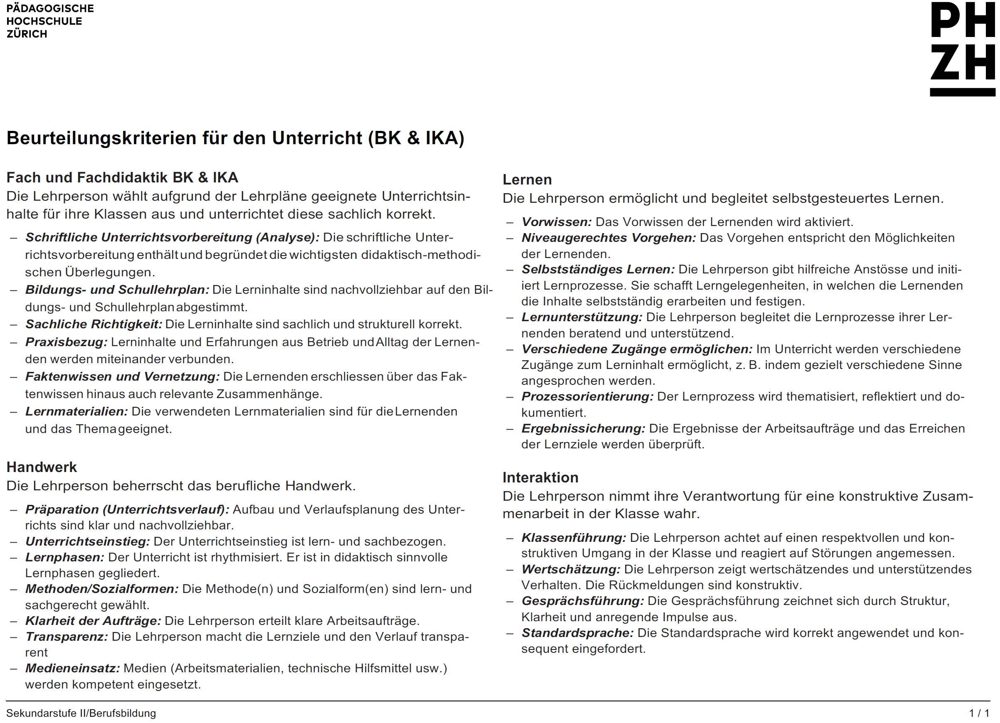 PÄDAGOGISCHE
HOCHSCHULE
ZÜRICH
PH
ZH
Beurteilungskriterien für den Unterricht (BK & IKA)
Fach und Fachdidaktik BK & IKA
Die Lehrperson wählt aufgrund der Lehrpläne geeignete Unterrichtsin-
halte für ihre Klassen aus und unterrichtet diese sachlich korrekt.
– Schriftliche Unterrichtsvorbereitung (Analyse): Die schriftliche Unter-
richtsvorbereitung enthält und begründet die wichtigsten didaktisch-methodi-
schen Überlegungen.
– Bildungs- und Schullehrplan: Die Lerninhalte sind nachvollziehbar auf den Bil-
dungs- und Schullehrplan abgestimmt.
– Sachliche Richtigkeit: Die Lerninhalte sind sachlich und strukturell korrekt.
– Praxisbezug: Lerninhalte und Erfahrungen aus Betrieb und Alltag der Lernen-
den werden miteinander verbunden.
– Faktenwissen und Vernetzung: Die Lernenden erschliessen über das Fak-
tenwissen hinaus auch relevante Zusammenhänge.
– Lernmaterialien: Die verwendeten Lernmaterialien sind für die Lernenden
und das Thema geeignet.
Handwerk
Die Lehrperson beherrscht das berufliche Handwerk.
– Präparation (Unterrichtsverlauf): Aufbau und Verlaufsplanung des Unter-
richts sind klar und nachvollziehbar.
– Unterrichtseinstieg: Der Unterrichtseinstieg ist lern- und sachbezogen.
– Lernphasen: Der Unterricht ist rhythmisiert. Er ist in didaktisch sinnvolle
Lernphasen gegliedert.
– Methoden/Sozialformen: Die Methode(n) und Sozialform(en) sind lern- und
sachgerecht gewählt.
– Klarheit der Aufträge: Die Lehrperson erteilt klare Arbeitsaufträge.
– Transparenz: Die Lehrperson macht die Lernziele und den Verlauf transpa-
rent
– Medieneinsatz: Medien (Arbeitsmaterialien, technische Hilfsmittel usw.)
werden kompetent eingesetzt.
Lernen
Die Lehrperson ermöglicht und begleitet selbstgesteuertes Lernen.
– Vorwissen: Das Vorwissen der Lernenden wird aktiviert.
– Niveaugerechtes Vorgehen: Das Vorgehen entspricht den Möglichkeiten
der Lernenden.
– Selbstständiges Lernen: Die Lehrperson gibt hilfreiche Anstösse und initi-
iert Lernprozesse. Sie schafft Lerngelegenheiten, in welchen die Lernenden
die Inhalte selbstständig erarbeiten und festigen.
– Lernunterstützung: Die Lehrperson begleitet die Lernprozesse ihrer Ler-
nenden beratend und unterstützend.
– Verschiedene Zugänge ermöglichen: Im Unterricht werden verschiedene
Zugänge zum Lerninhalt ermöglicht, z. B. indem gezielt verschiedene Sinne
angesprochen werden.
– Prozessorientierung: Der Lernprozess wird thematisiert, reflektiert und do-
kumentiert.
– Ergebnissicherung: Die Ergebnisse der Arbeitsaufträge und das Erreichen
der Lernziele werden überprüft.
Interaktion
Die Lehrperson nimmt ihre Verantwortung für eine konstruktive Zusam-
menarbeit in der Klasse wahr.
– Klassenführung: Die Lehrperson achtet auf einen respektvollen und kon-
struktiven Umgang in der Klasse und reagiert auf Störungen angemessen.
– Wertschätzung: Die Lehrperson zeigt wertschätzendes und unterstützendes
Verhalten. Die Rückmeldungen sind konstruktiv.
– Gesprächsführung: Die Gesprächsführung zeichnet sich durch Struktur,
Klarheit und anregende Impulse aus.
– Standardsprache: Die Standardsprache wird korrekt angewendet und kon-
sequent eingefordert.
Sekundarstufe II/Berufsbildung
1 / 1